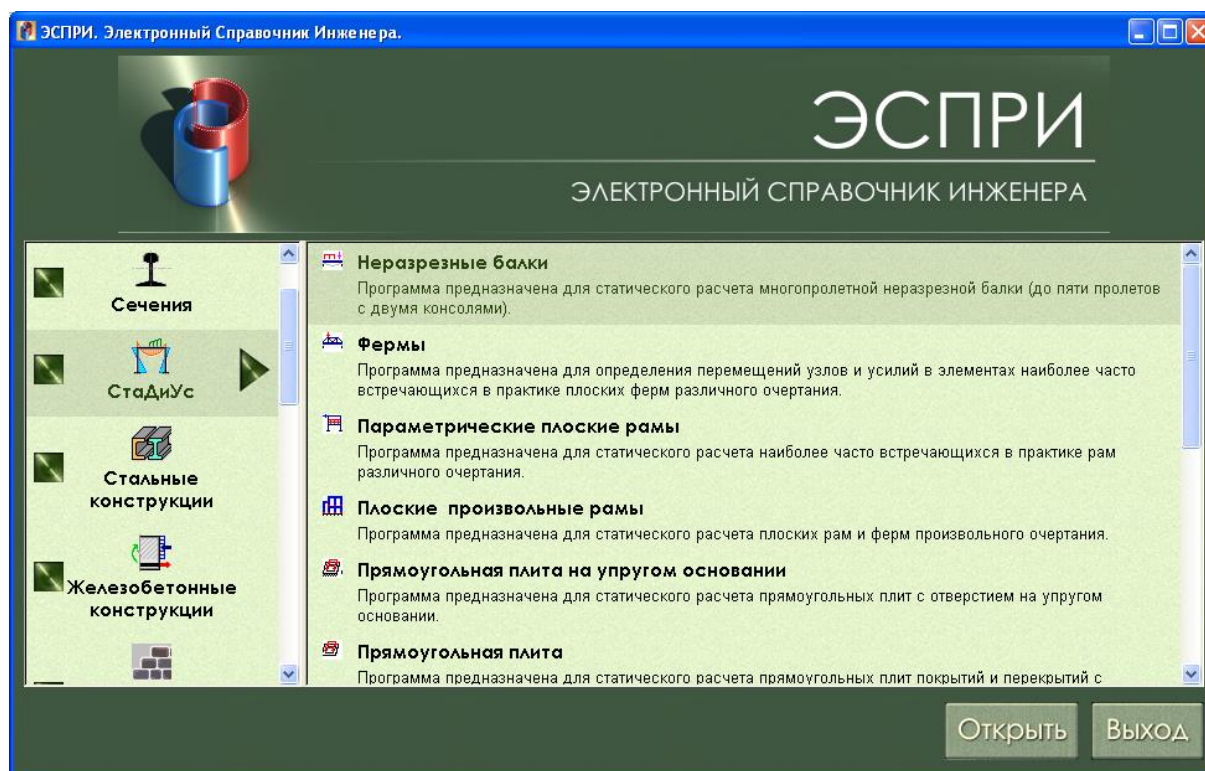 ЭСПРИ. Электронный Справочник Инженера.
ЭСПРИ
ЭЛЕКТРОННЫЙ СПРАВОЧНИК ИНЖЕНЕРА
Сечения
СтаДиУс
Стальные
конструкции
Железобетонные
конструкции
Неразрезные балки
Программа предназначена для статического расчета многопролетной неразрезной балки (до пяти пролетов
с двумя консолями).
Фермы
Программа предназначена для определения перемещений узлов и усилий в элементах наиболее часто
встречающихся в практике плоских ферм различного очертания.
Параметрические плоские рамы
Программа предназначена для статического расчета наиболее часто встречающихся в практике рам
различного очертания.
Плоские произвольные рамы
Программа предназначена для статического расчета плоских рам и ферм произвольного очертания.
Прямоугольная плита на упругом основании
Программа предназначена для статического расчета прямоугольных плит с отверстием на упругом
основании.
Прямоугольная плита
Программа предназначена для статического расчета прямоугольных плит покрытий и перекрытий с
Открыть
Выход